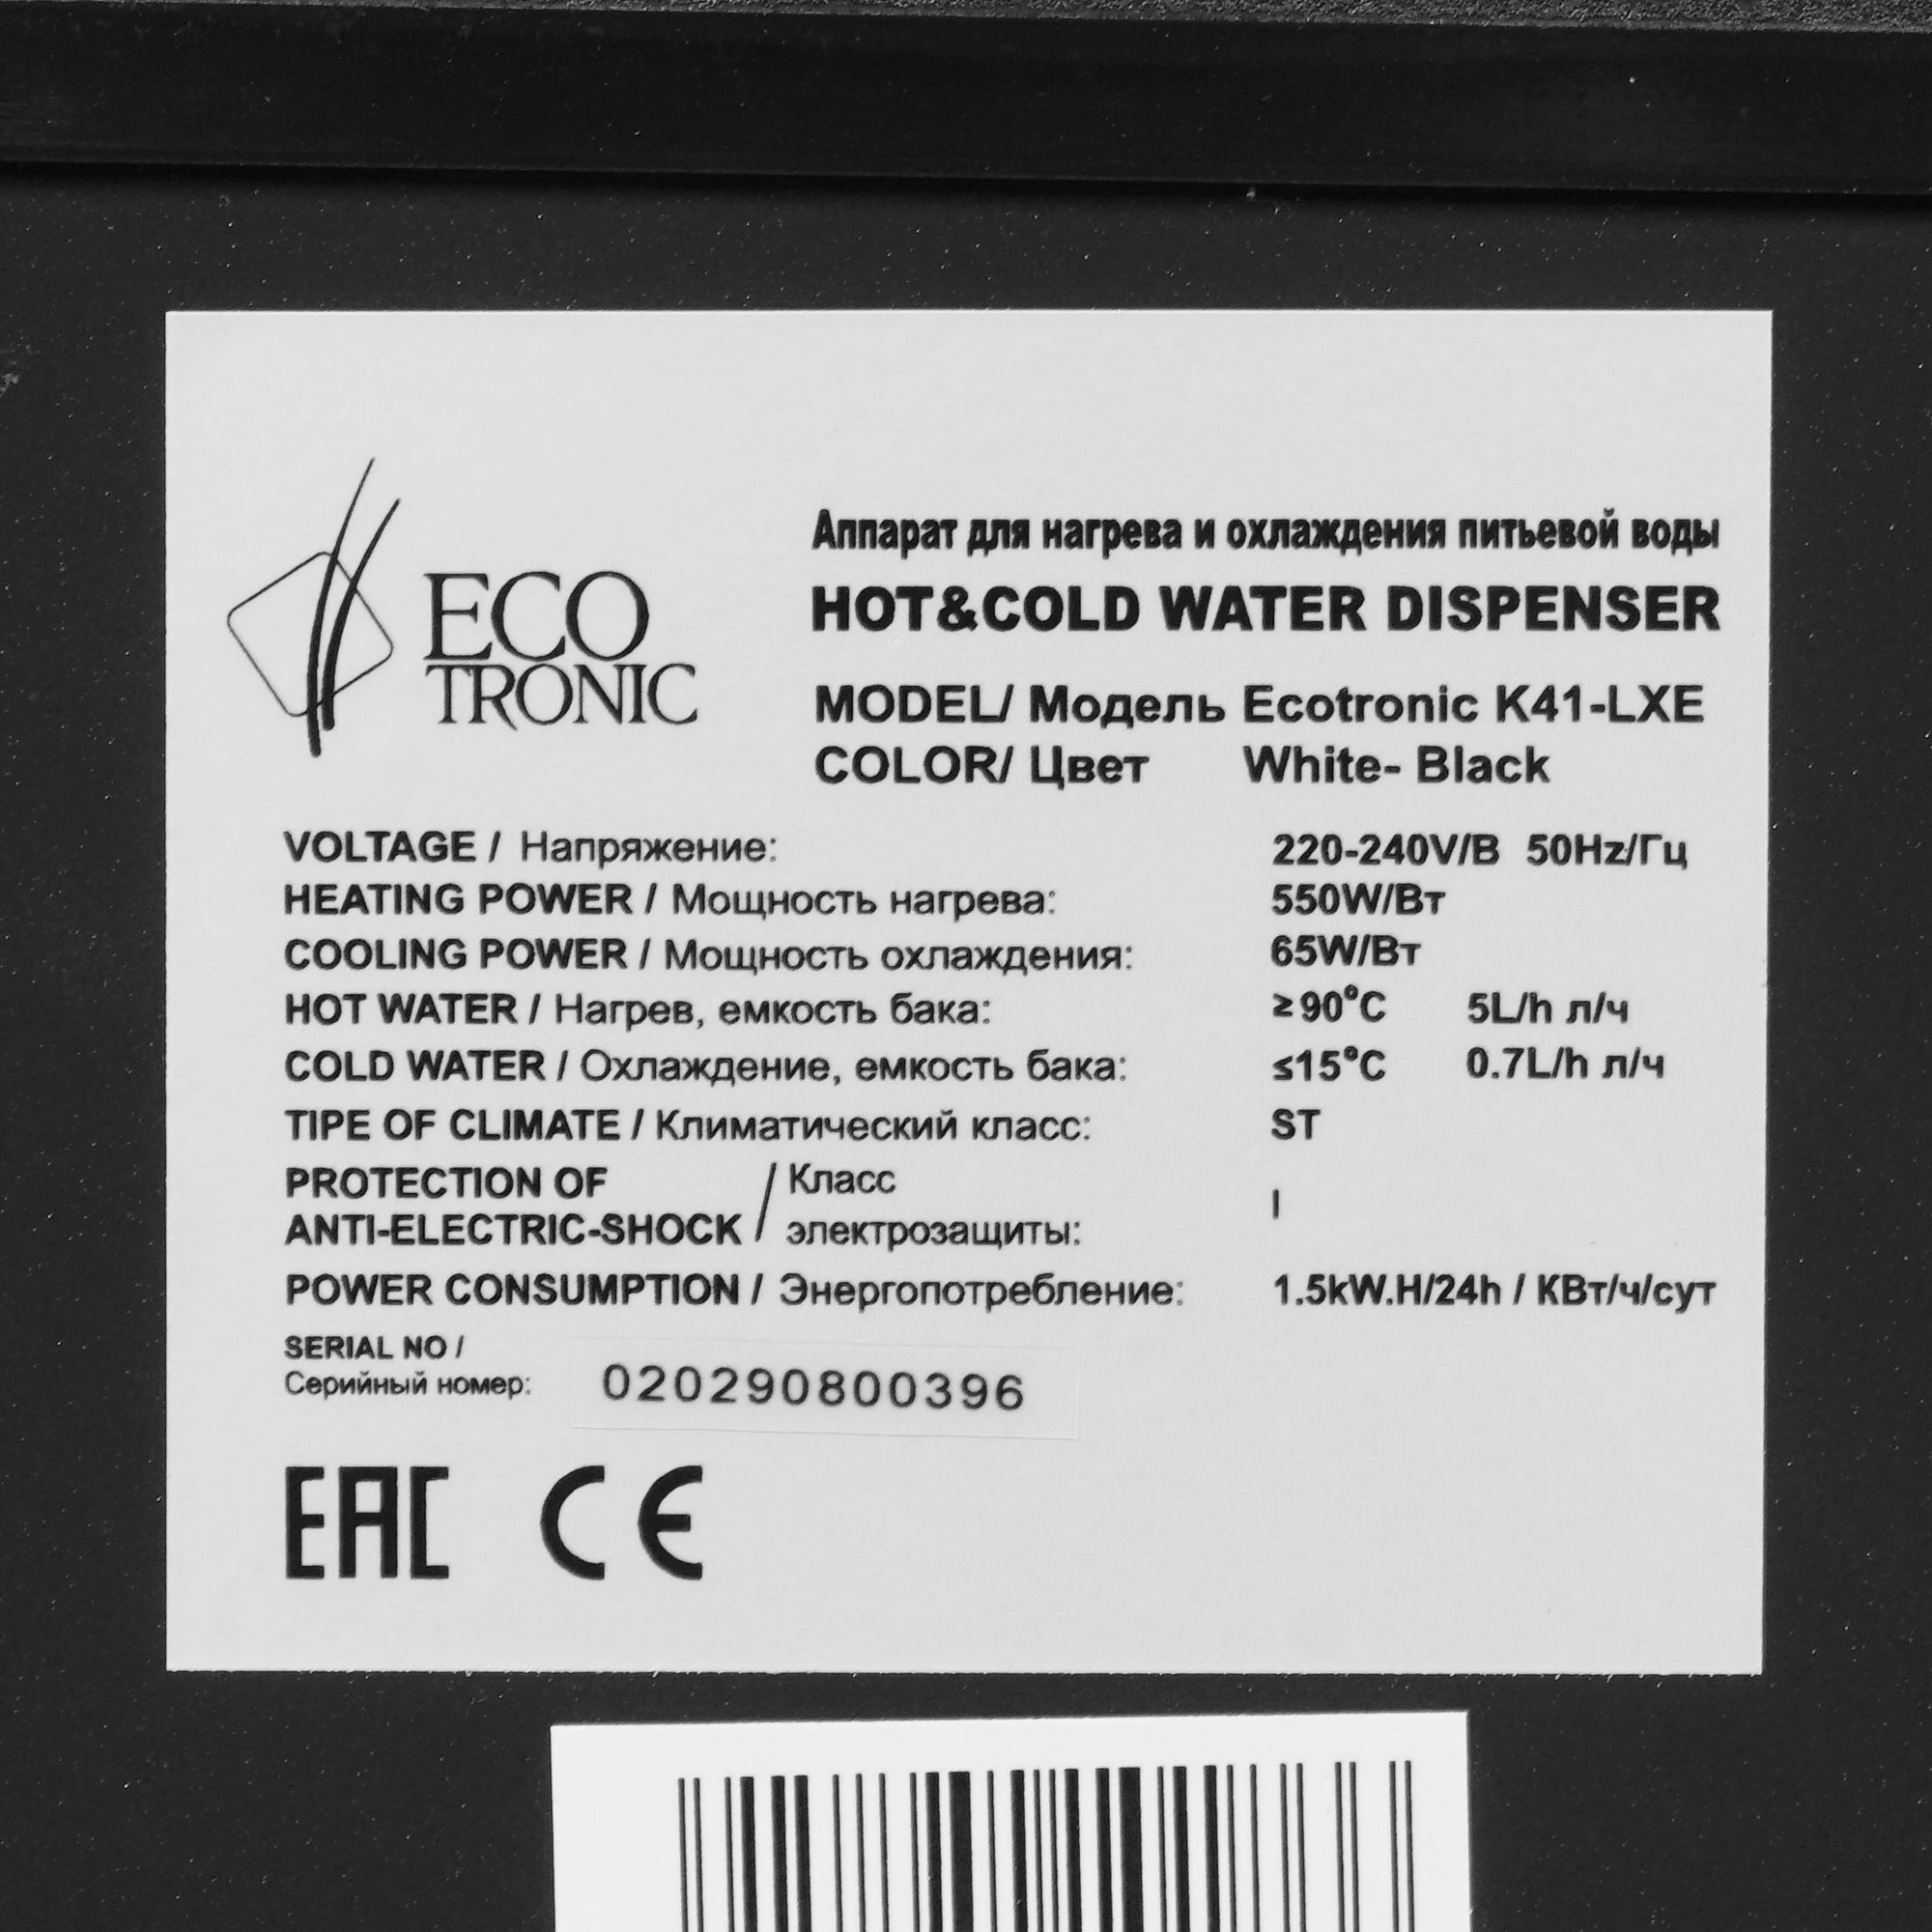 ECO
TRONIC
Аппарат для нагрева и охлаждения питьевой воды
HOT&COLD WATER DISPENSER
MODEL/ Модель Ecotronic K41-LXE
COLOR/ Цвет White- Black
VOLTAGE / Напряжение: 220-240V/В 50Hz/Гц
HEATING POWER / Мощность нагрева: 550W/Вт
COOLING POWER / Мощность охлаждения: 65W/Вт
HOT WATER / Нагрев, емкость бака: ≥90°C 5L/h л/ч
COLD WATER / Охлаждение, емкость бака: ≤15°C 0.7L/h л/ч
TIPE OF CLIMATE / Климатический класс: ST
PROTECTION OF / Класс
ANTI-ELECTRIC-SHOCK электрозащиты: I
POWER CONSUMPTION / Энергопотребление: 1.5kW.H/24h / КВт/ч/сут
SERIAL NO /
Серийный номер: 020290800396
EAC CE